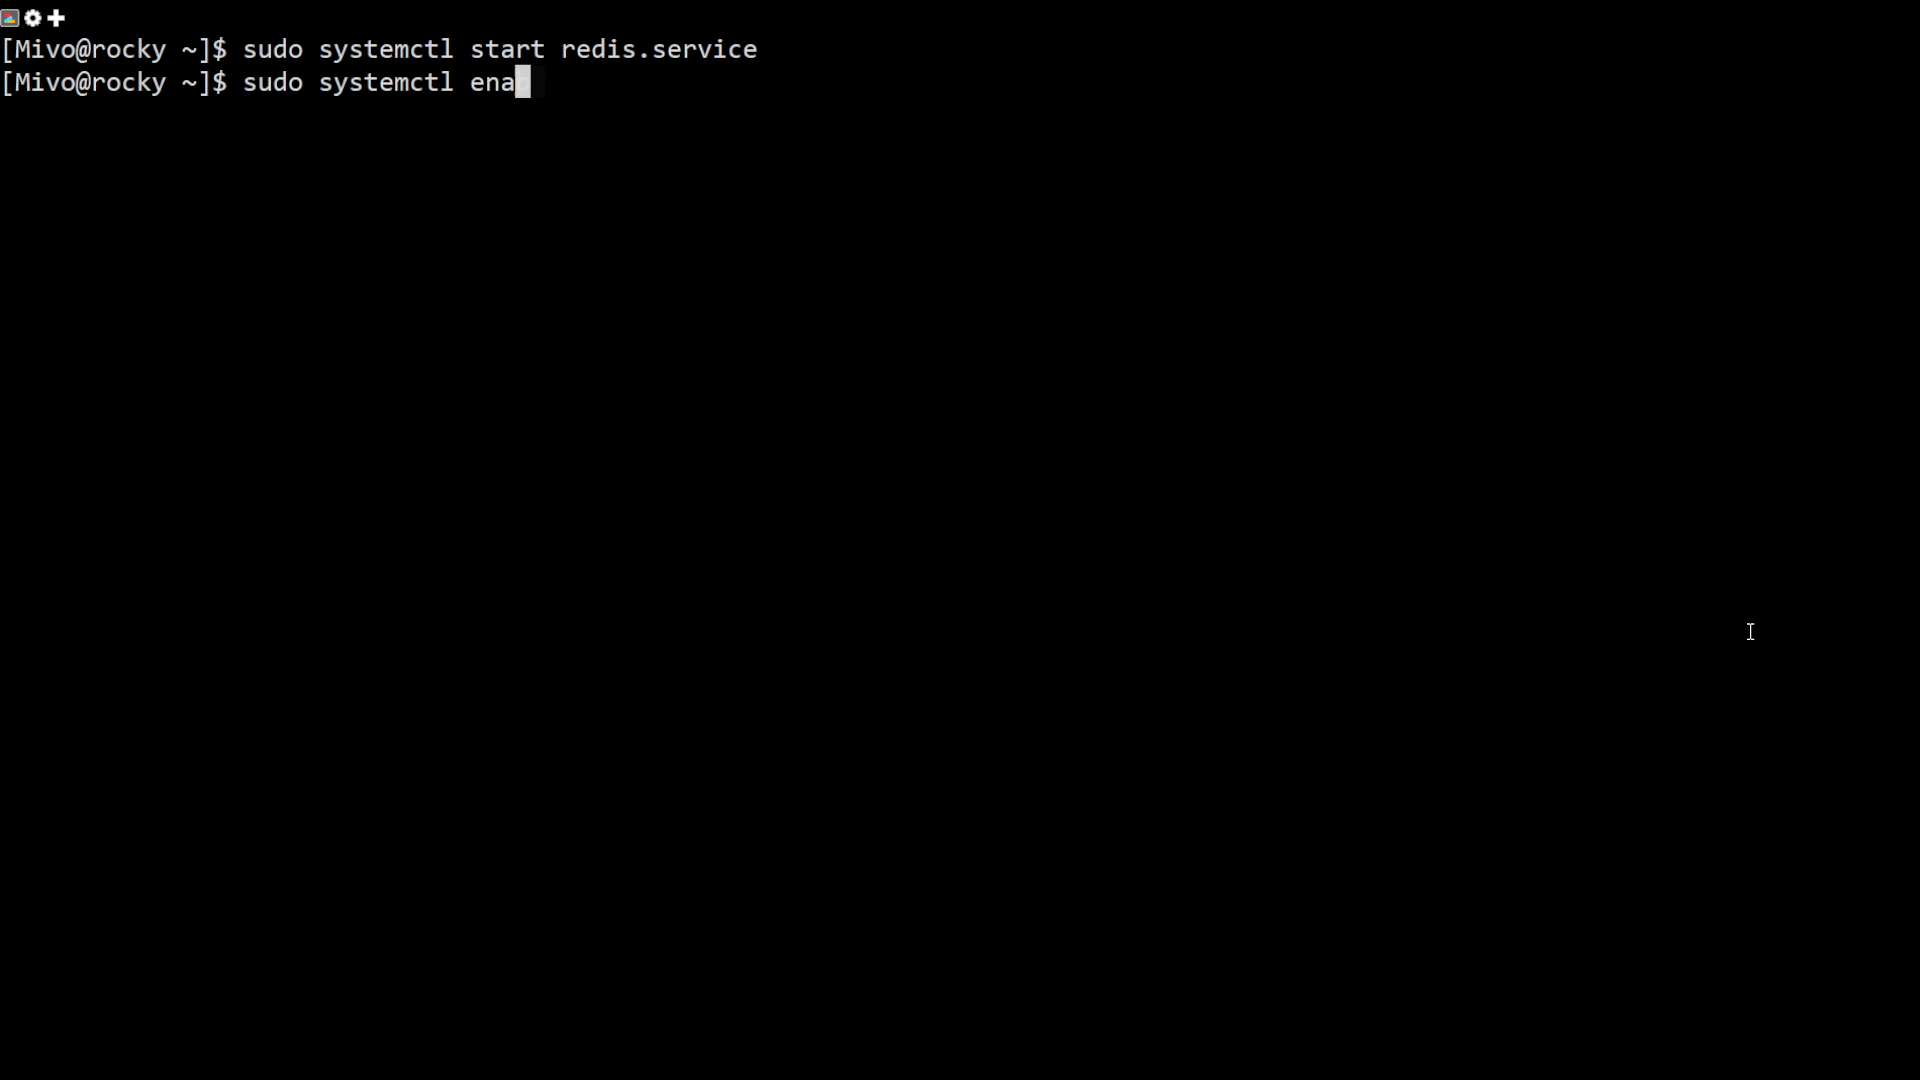 [Mivo@rocky ~]$ sudo systemctl start redis.service
[Mivo@rocky ~]$ sudo systemctl ena